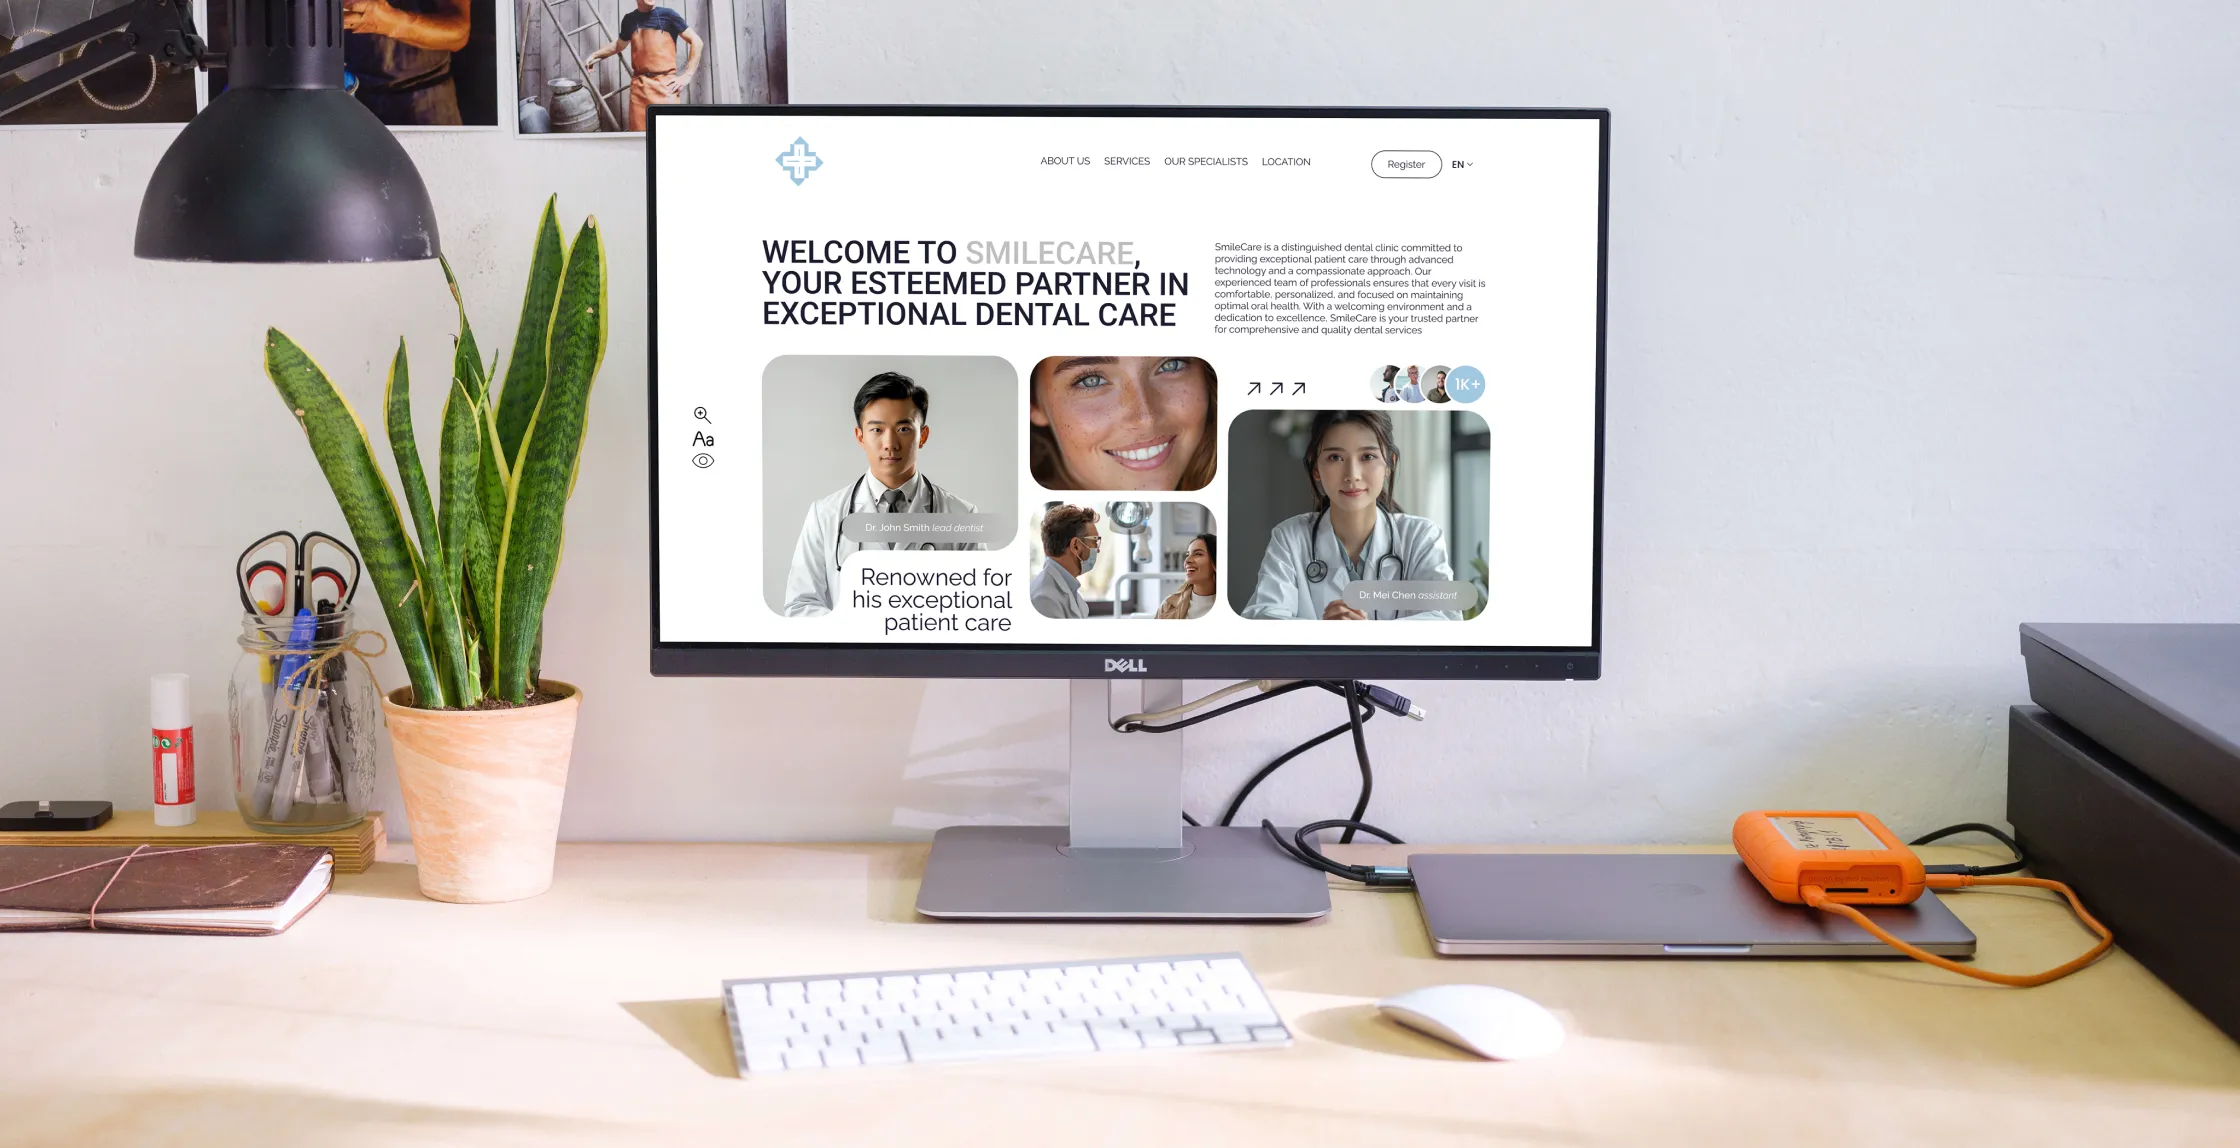 ABOUT US SERVICES OUR SPECIALISTS LOCATION
Register EN
WELCOME TO SMILECARE,
YOUR ESTEEMED PARTNER IN
EXCEPTIONAL DENTAL CARE
SmileCare is a distinguished dental clinic committed to
providing exceptional patient care through advanced
technology and a compassionate approach. Our
experienced team of professionals ensures that every visit is
comfortable, personalized, and focused on maintaining
optimal oral health. With a welcoming environment and a
dedication to excellence, SmileCare is your trusted partner
for comprehensive and quality dental services
1K+
Aa
Dr. John Smith lead dentist
Renowned for
his exceptional
patient care
Dr. Mei Chen assistant
DELL
Sharpie